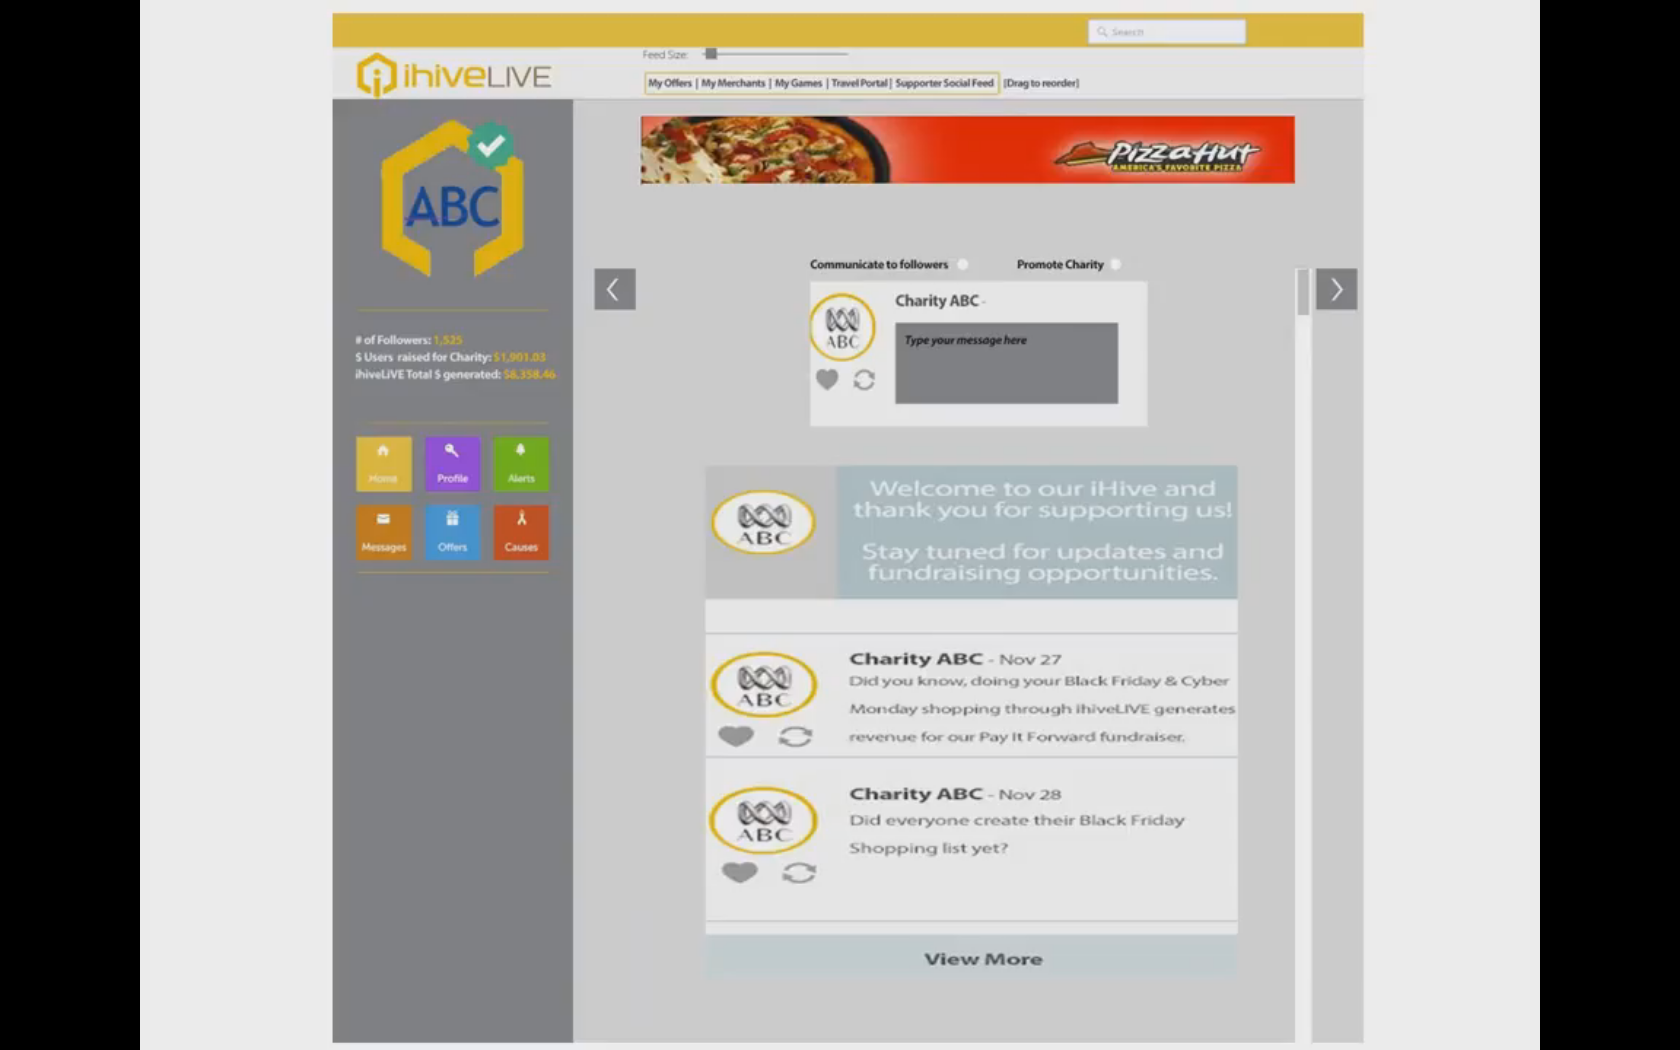 Search
Feed Size:
ihiveLIVE
My Offers | My Merchants | My Games | Travel Portal | Supporter Social Feed [Drag to reorder]
ABC
Pizza Hut
AMERICA'S FAVORITE PIZZA
Communicate to followers Promote Charity
Charity ABC -
ABC
Type your message here
# of Followers: 1,525
$ Users raised for Charity: $1,901.03
ihiveLiVE Total $ generated: $8,358.46
Home Profile Alerts
Messages Offers Causes
ABC
Welcome to our iHive and
thank you for supporting us!
Stay tuned for updates and
fundraising opportunities.
ABC
Charity ABC - Nov 27
Did you know, doing your Black Friday & Cyber
Monday shopping through ihiveLIVE generates
revenue for our Pay It Forward fundraiser.
ABC
Charity ABC - Nov 28
Did everyone create their Black Friday
Shopping list yet?
View More